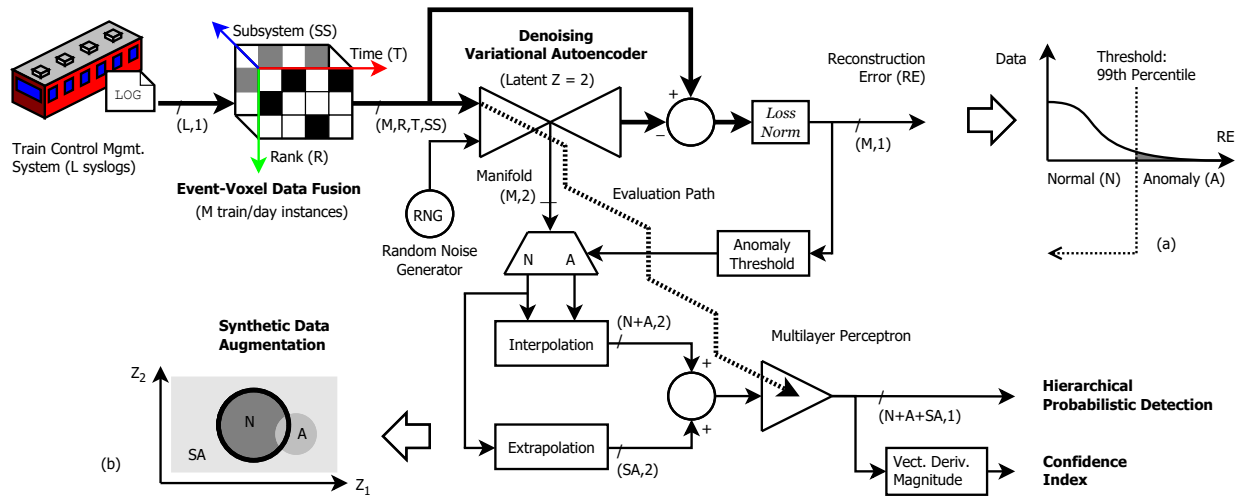 Subsystem (SS)
Time (T)
LOG
(L,1)
(M,R,T,SS)
Rank (R)
Train Control Mgmt.
System (L syslogs)
Event-Voxel Data Fusion
(M train/day instances)
Denoising
Variational Autoencoder
(Latent Z = 2)
+
−
Loss
Norm
Reconstruction
Error (RE)
(M,1)
Data
Threshold:
99th Percentile
RE
Normal (N)
Anomaly (A)
(a)
RNG
Random Noise
Generator
Manifold
(M,2)
Evaluation Path
N
A
Anomaly
Threshold
Interpolation
(N+A,2)
+
+
Extrapolation
(SA,2)
Multilayer Perceptron
(N+A+SA,1)
Hierarchical
Probabilistic Detection
Vect. Deriv.
Magnitude
Confidence
Index
Synthetic Data
Augmentation
Z2
N
A
SA
Z1
(b)